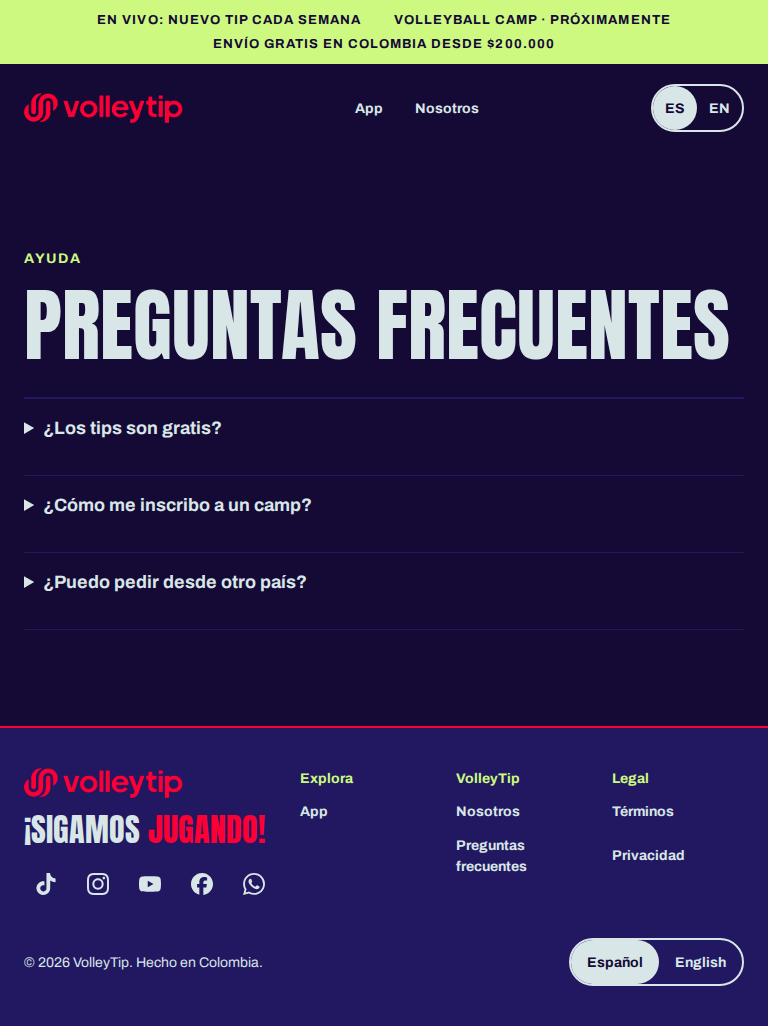 EN VIVO: NUEVO TIP CADA SEMANA VOLLEYBALL CAMP · PRÓXIMAMENTE
ENVÍO GRATIS EN COLOMBIA DESDE $200.000
volleytip
App
Nosotros
ES
EN
AYUDA
PREGUNTAS FRECUENTES
¿Los tips son gratis?
¿Cómo me inscribo a un camp?
¿Puedo pedir desde otro país?
volleytip
¡SIGAMOS JUGANDO!
Explora
App
VolleyTip
Nosotros
Preguntas
frecuentes
Legal
Términos
Privacidad
© 2026 VolleyTip. Hecho en Colombia.
Español
English